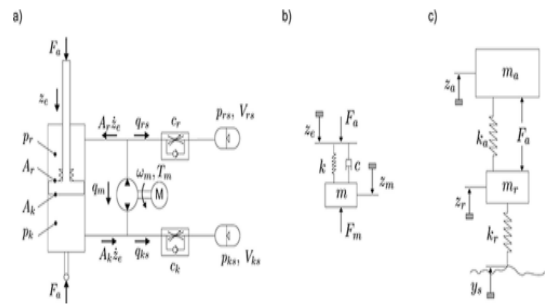 a)
b)
c)
F_a
z_e
p_r
A_r
A_k
p_k
F_a
A_r ż_e
q_rs
c_r
p_rs, V_rs
q_m
ω_m, T_m
M
A_k ż_e
q_ks
c_k
p_ks, V_ks
z_e
F_a
k
c
m
z_m
F_m
z_a
m_a
k_a
F_a
z_r
m_r
k_r
y_s